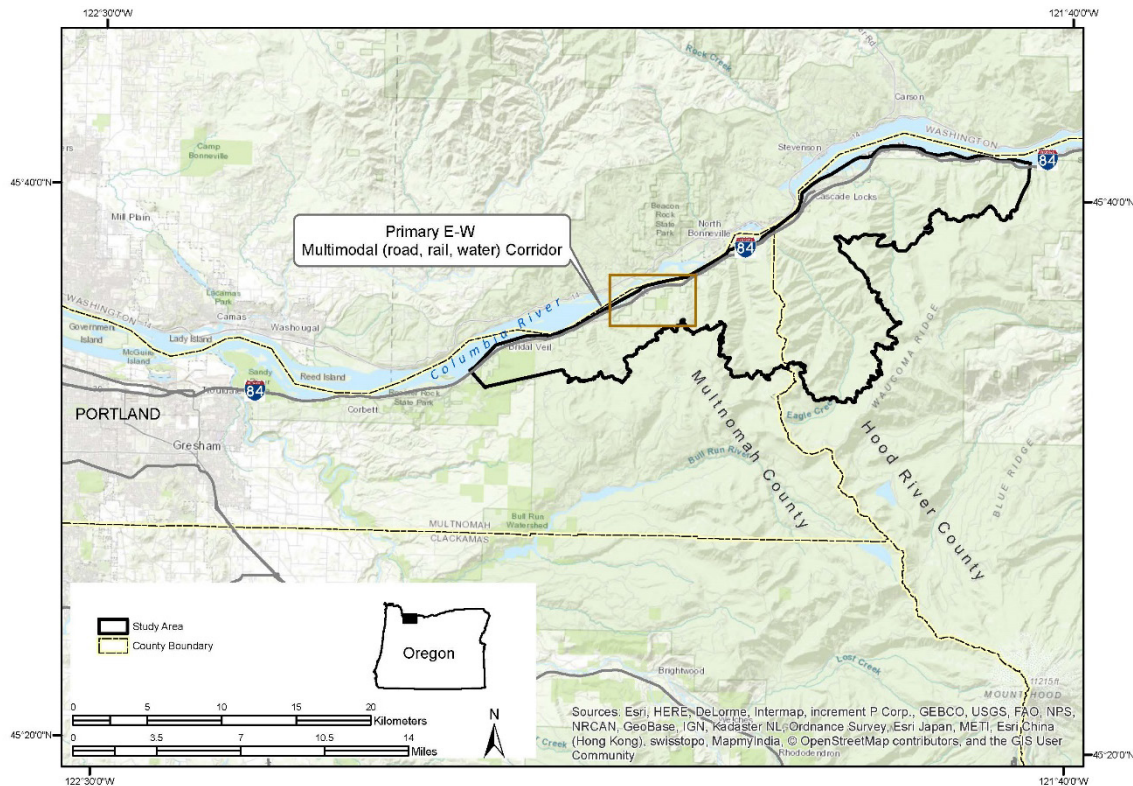 122°30'0"W
121°40'0"W
Rock Creek
Carson
WASHINGTON
Stevenson
84
Camp
Bonneville
45°40'0"N
45°40'0"N
Mill Plain
Cascade Locks
Beacon
Rock
State
Park
North
Bonneville
Primary E-W
Multimodal (road, rail, water) Corridor
84
Lacamas
Park
Camas
Washougal
14
WASHINGTON
14
Government
Island
Lady Island
McGuire
Island
Columbia River
Bridal Veil
Reed Island
Sandy
84
State Park
Corbett
PORTLAND
Gresham
WAUCOMA RIDGE
Eagle Creek
Multnomah County
Hood River County
Bull Run River
BLUE RIDGE
Bull Run
Watershed
MULTNOMAH
CLACKAMAS
Study Area
County Boundary
Oregon
0 5 10 15 20
Kilometers
0 3.5 7 10.5 14
Miles
N
Brightwood
Lost Creek
11215ft
MOUNT HOOD
Sources: Esri, HERE, DeLorme, Intermap, increment P Corp., GEBCO, USGS, FAO, NPS,
NRCAN, GeoBase, IGN, Kadaster NL, Ordnance Survey, Esri Japan, METI, Esri China
(Hong Kong), swisstopo, MapmyIndia, © OpenStreetMap contributors, and the GIS User
Community
Rhododendron
45°20'0"N
45°20'0"N
122°30'0"W
121°40'0"W